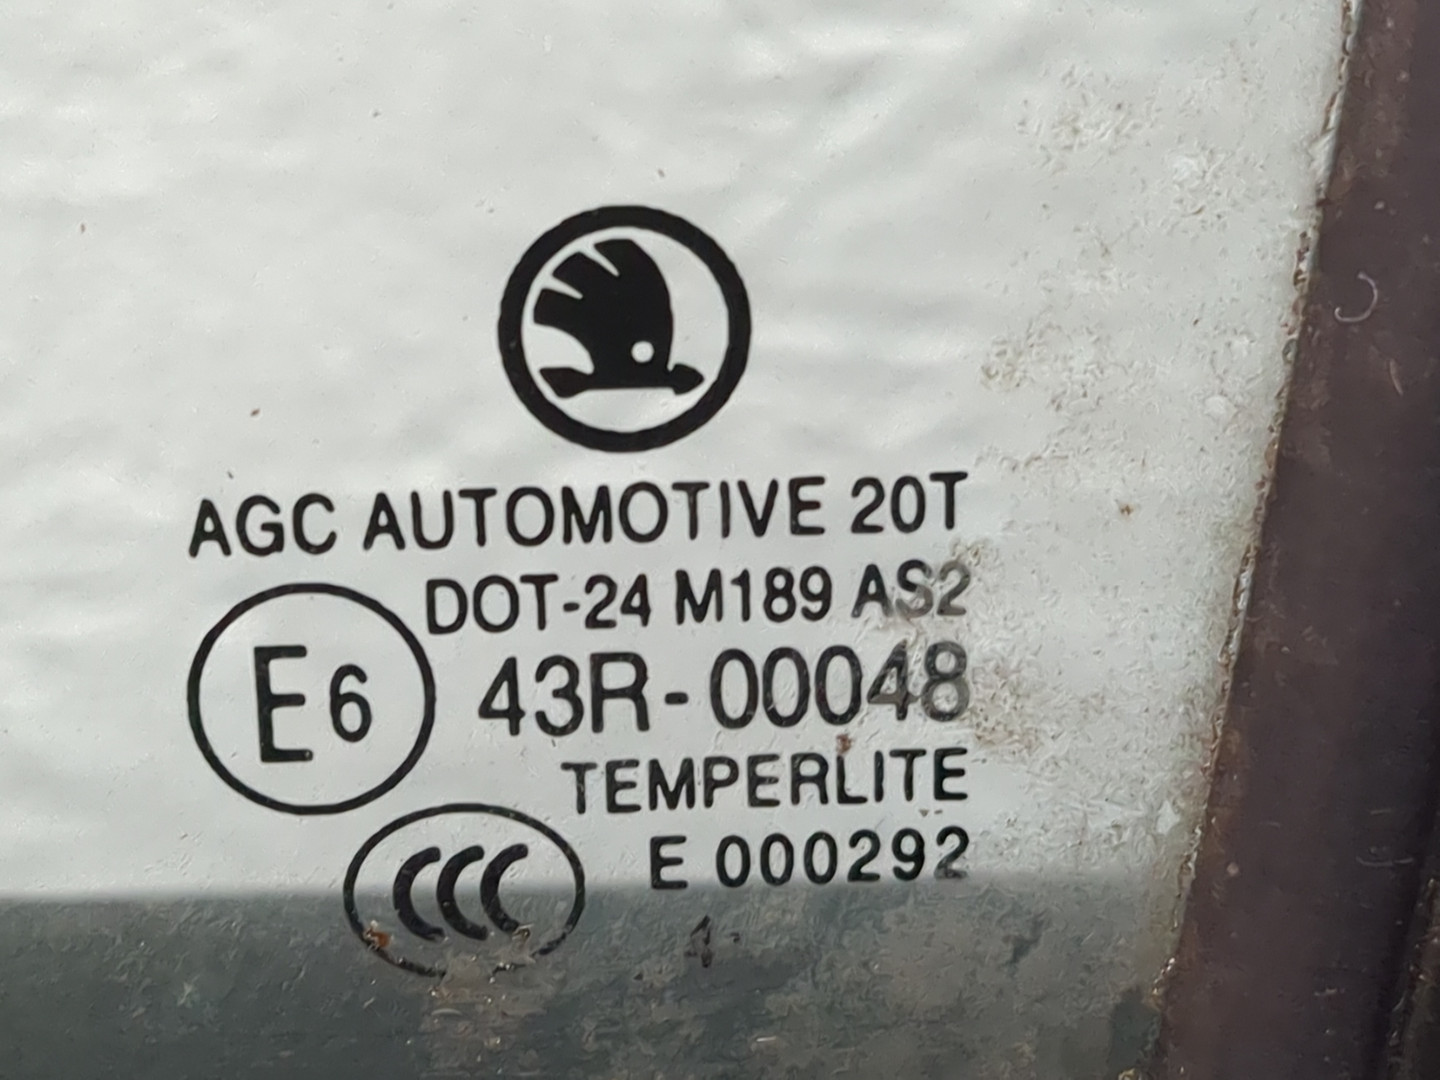 AGC AUTOMOTIVE 20T
DOT-24 M189 AS2
E6
43R-00048
TEMPERLITE
CCC
E 000292